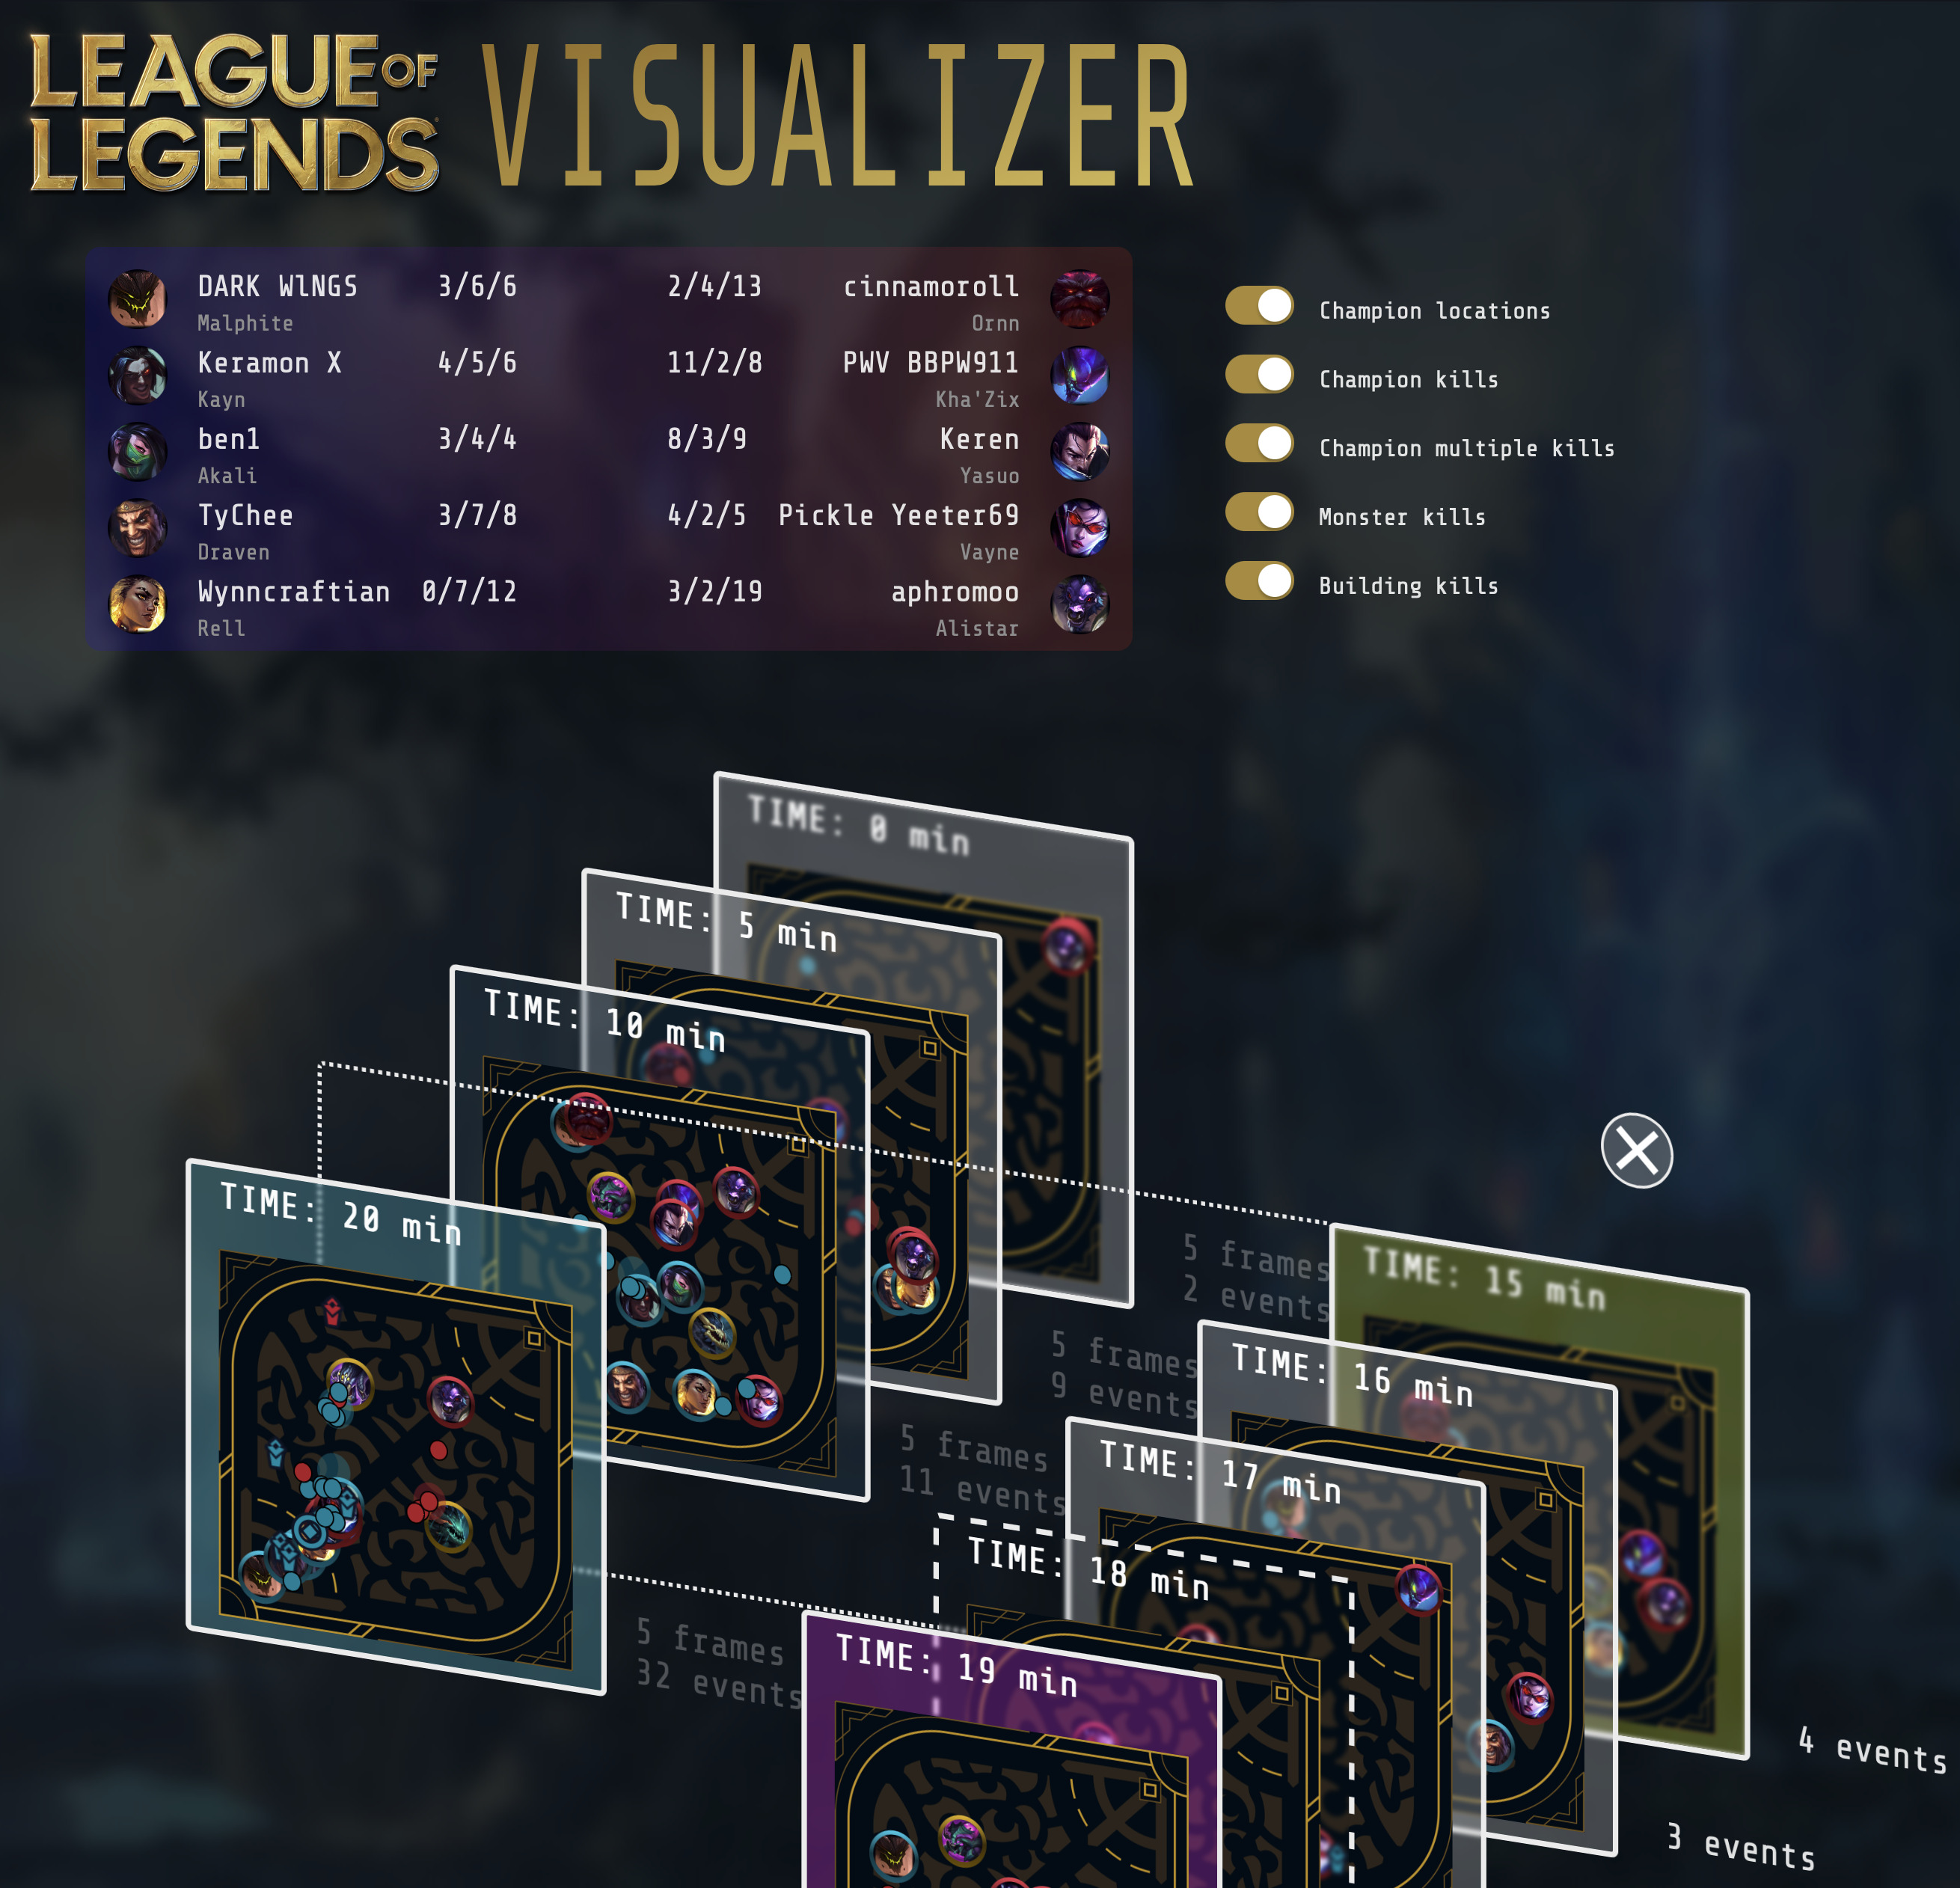 LEAGUE OF
LEGENDS
VISUALIZER
DARK WlNGS 3/6/6 2/4/13 cinnamoroll
Malphite Ornn
Keramon X 4/5/6 11/2/8 PWV BBPW911
Kayn Kha'Zix
ben1 3/4/4 8/3/9 Keren
Akali Yasuo
TyChee 3/7/8 4/2/5 Pickle Yeeter69
Draven Vayne
Wynncraftian 0/7/12 3/2/19 aphromoo
Rell Alistar
Champion locations
Champion kills
Champion multiple kills
Monster kills
Building kills
TIME: 0 min
TIME: 5 min
TIME: 10 min
TIME: 20 min
5 frames
2 events
5 frames
9 events
5 frames
11 events
5 frames
32 events
TIME: 15 min
TIME: 16 min
TIME: 17 min
TIME: 18 min
TIME: 19 min
4 events
3 events